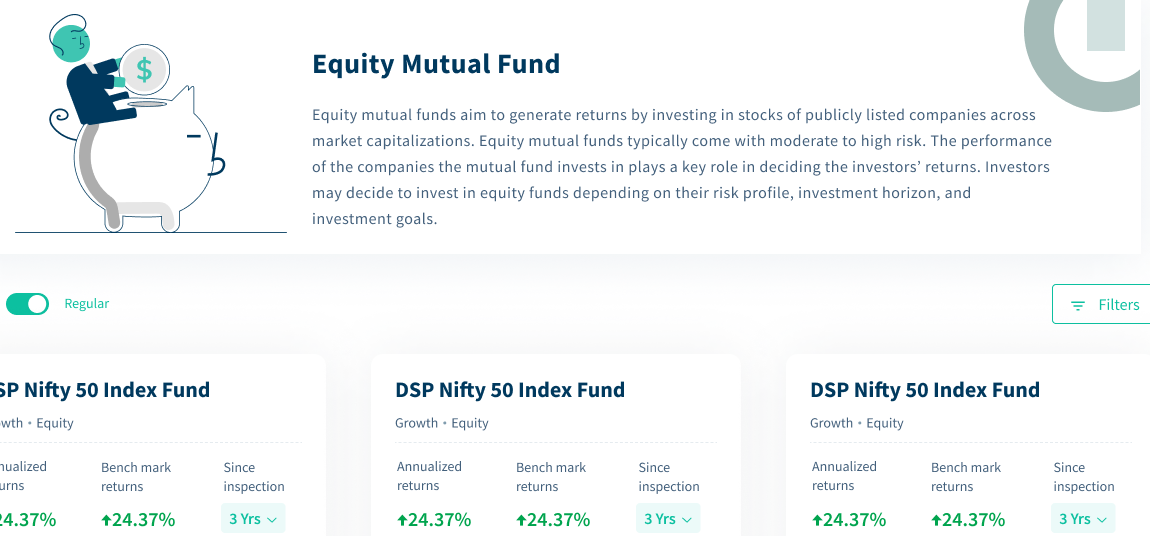 $
Equity Mutual Fund
Equity mutual funds aim to generate returns by investing in stocks of publicly listed companies across
market capitalizations. Equity mutual funds typically come with moderate to high risk. The performance
of the companies the mutual fund invests in plays a key role in deciding the investors’ returns. Investors
may decide to invest in equity funds depending on their risk profile, investment horizon, and
investment goals.
Regular
Filters
SP Nifty 50 Index Fund
wth • Equity
nualized
urns
Bench mark
returns
Since
inspection
24.37%
24.37%
3 Yrs
DSP Nifty 50 Index Fund
Growth • Equity
Annualized
returns
Bench mark
returns
Since
inspection
24.37%
24.37%
3 Yrs
DSP Nifty 50 Index Fund
Growth • Equity
Annualized
returns
Bench mark
returns
Since
inspection
24.37%
24.37%
3 Yrs